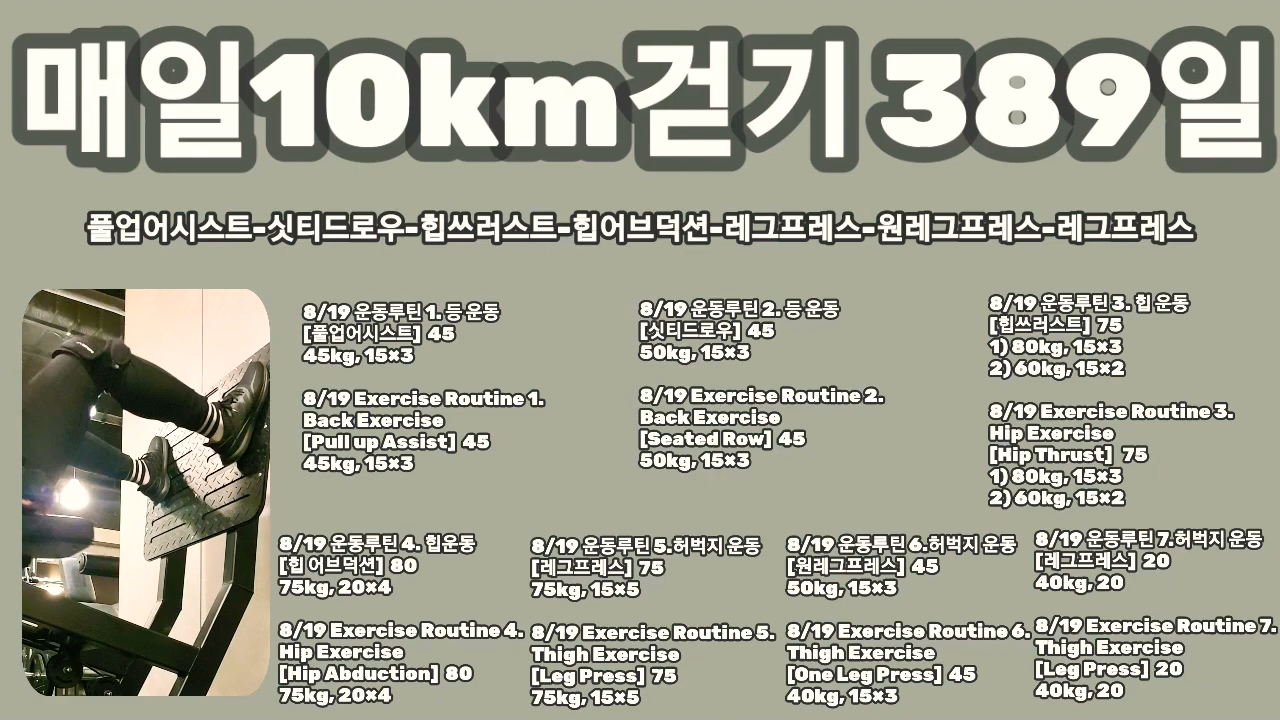 매일10km걷기 389일
풀업어시스트-싯티드로우-힙쓰러스트-힙어브덕션-레그프레스-원레그프레스-레그프레스
8/19 운동루틴 1. 등 운동
[풀업어시스트] 45
45kg, 15×3
8/19 Exercise Routine 1.
Back Exercise
[Pull up Assist] 45
45kg, 15×3
8/19 운동루틴 2. 등 운동
[싯티드로우] 45
50kg, 15×3
8/19 Exercise Routine 2.
Back Exercise
[Seated Row] 45
50kg, 15×3
8/19 운동루틴 3. 힙 운동
[힙쓰러스트] 75
1) 80kg, 15×3
2) 60kg, 15×2
8/19 Exercise Routine 3.
Hip Exercise
[Hip Thrust] 75
1) 80kg, 15×3
2) 60kg, 15×2
8/19 운동루틴 4. 힙운동
[힙 어브덕션] 80
75kg, 20×4
8/19 Exercise Routine 4.
Hip Exercise
[Hip Abduction] 80
75kg, 20×4
8/19 운동루틴 5.허벅지 운동
[레그프레스] 75
75kg, 15×5
8/19 Exercise Routine 5.
Thigh Exercise
[Leg Press] 75
75kg, 15×5
8/19 운동루틴 6.허벅지 운동
[원레그프레스] 45
50kg, 15×3
8/19 Exercise Routine 6.
Thigh Exercise
[One Leg Press] 45
40kg, 15×3
8/19 운동루틴 7.허벅지 운동
[레그프레스] 20
40kg, 20
8/19 Exercise Routine 7.
Thigh Exercise
[Leg Press] 20
40kg, 20